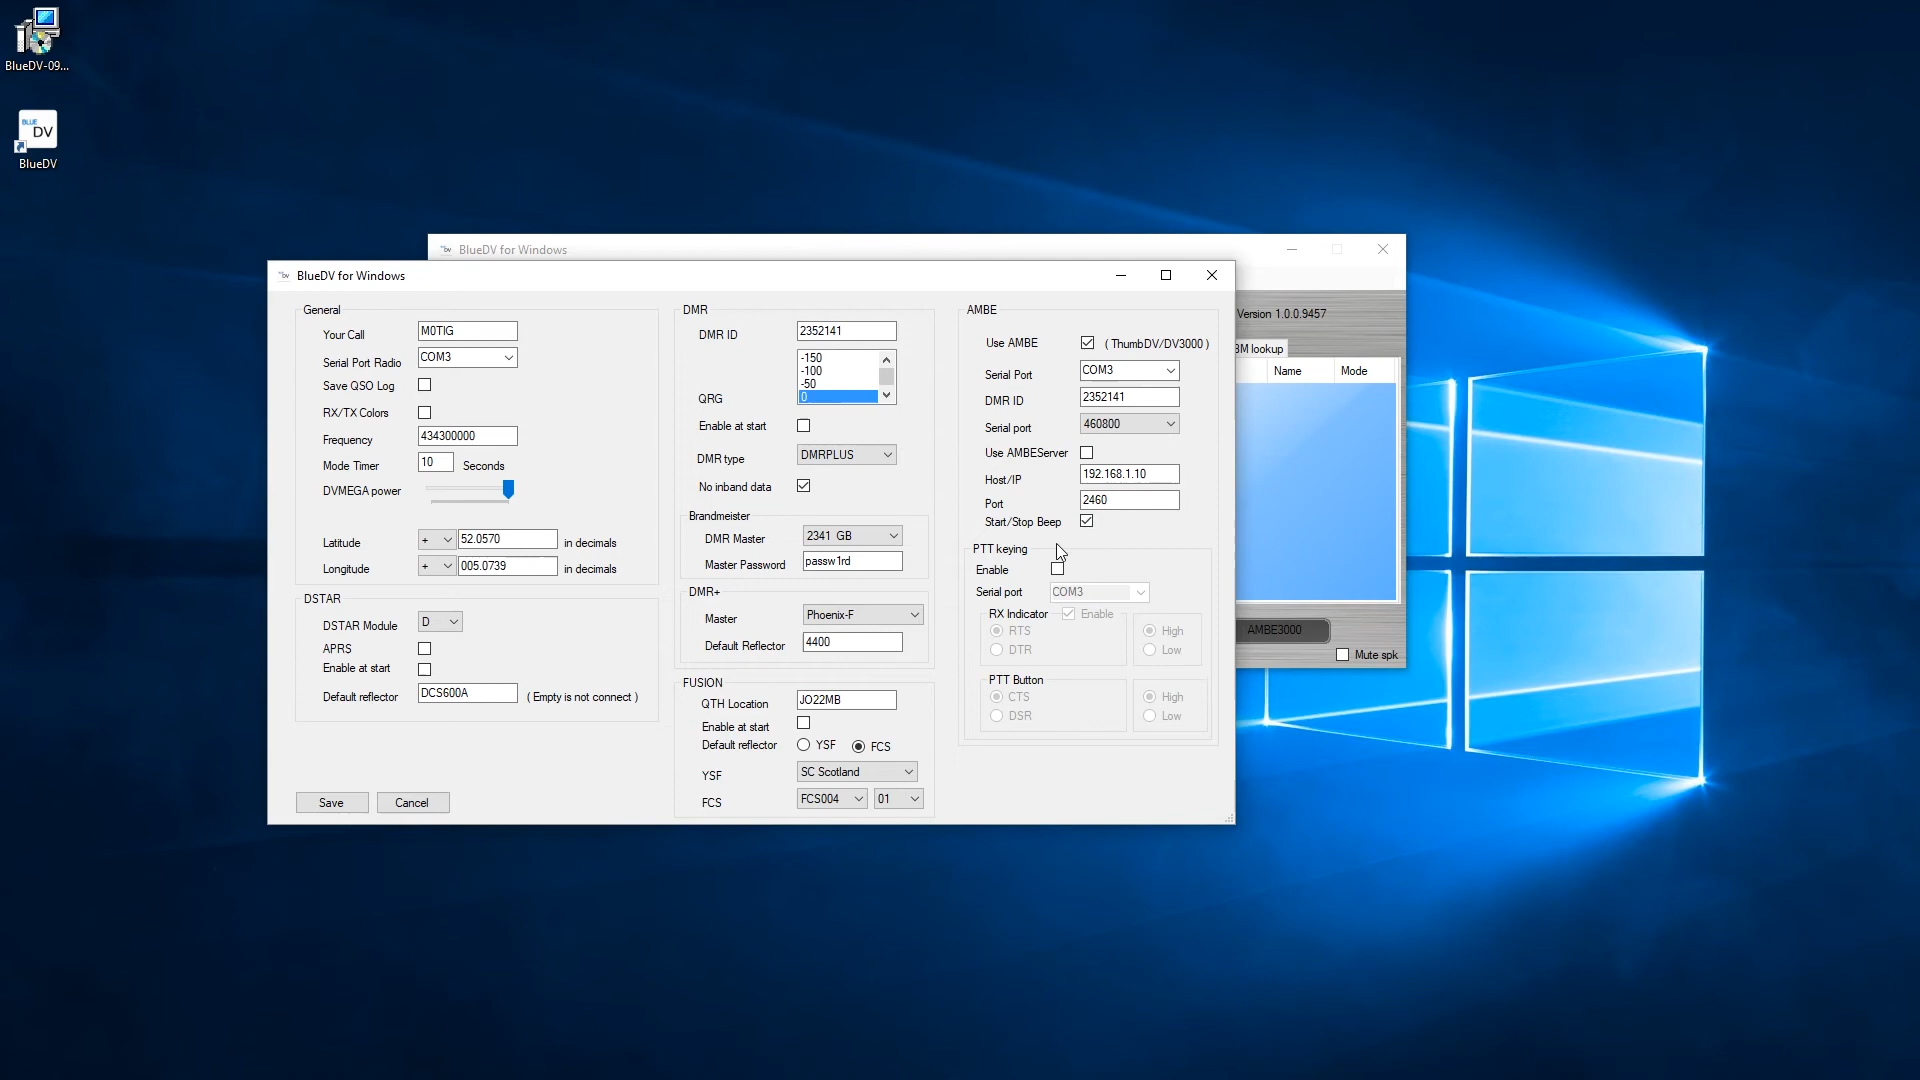 BlueDV-09...
BLUE
DV
BlueDV
BlueDV for Windows
BlueDV for Windows
Version 1.0.0.9457
BM lookup
Name
Mode
AMBE3000
Mute spk
General
Your Call
M0TIG
Serial Port Radio
COM3
Save QSO Log
RX/TX Colors
Frequency
434300000
Mode Timer
10
Seconds
DVMEGA power
Latitude
+
52.0570
in decimals
Longitude
+
005.0739
in decimals
DSTAR
DSTAR Module
D
APRS
Enable at start
Default reflector
DCS600A
( Empty is not connect )
Save
Cancel
DMR
DMR ID
2352141
-150
-100
-50
0
QRG
Enable at start
DMR type
DMRPLUS
No inband data
Brandmeister
DMR Master
2341 GB
Master Password
passw1rd
DMR+
Master
Phoenix-F
Default Reflector
4400
FUSION
QTH Location
JO22MB
Enable at start
Default reflector
YSF
FCS
YSF
SC Scotland
FCS
FCS004
01
AMBE
Use AMBE
( ThumbDV/DV3000 )
Serial Port
COM3
DMR ID
2352141
Serial port
460800
Use AMBEServer
Host/IP
192.168.1.10
Port
2460
Start/Stop Beep
PTT keying
Enable
Serial port
COM3
RX Indicator
Enable
RTS
High
DTR
Low
PTT Button
CTS
High
DSR
Low